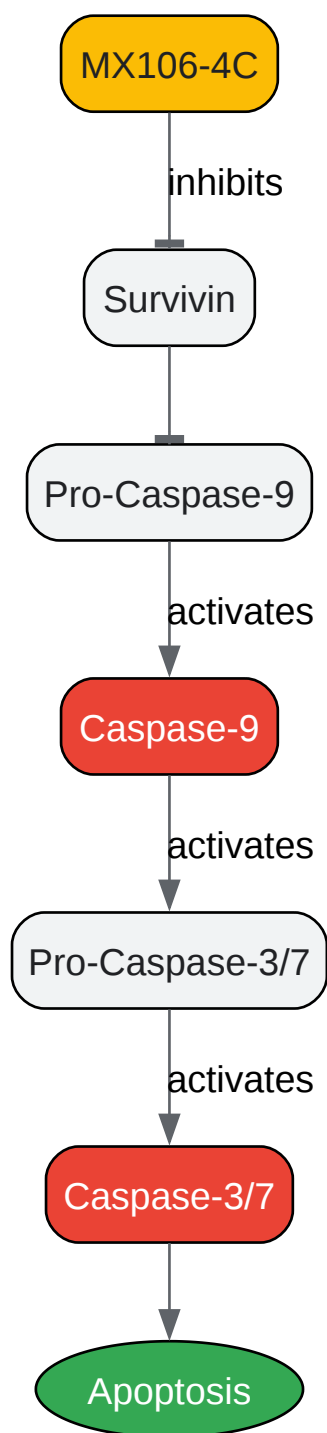 MX106-4C
inhibits
Survivin
Pro-Caspase-9
activates
Caspase-9
activates
Pro-Caspase-3/7
activates
Caspase-3/7
Apoptosis